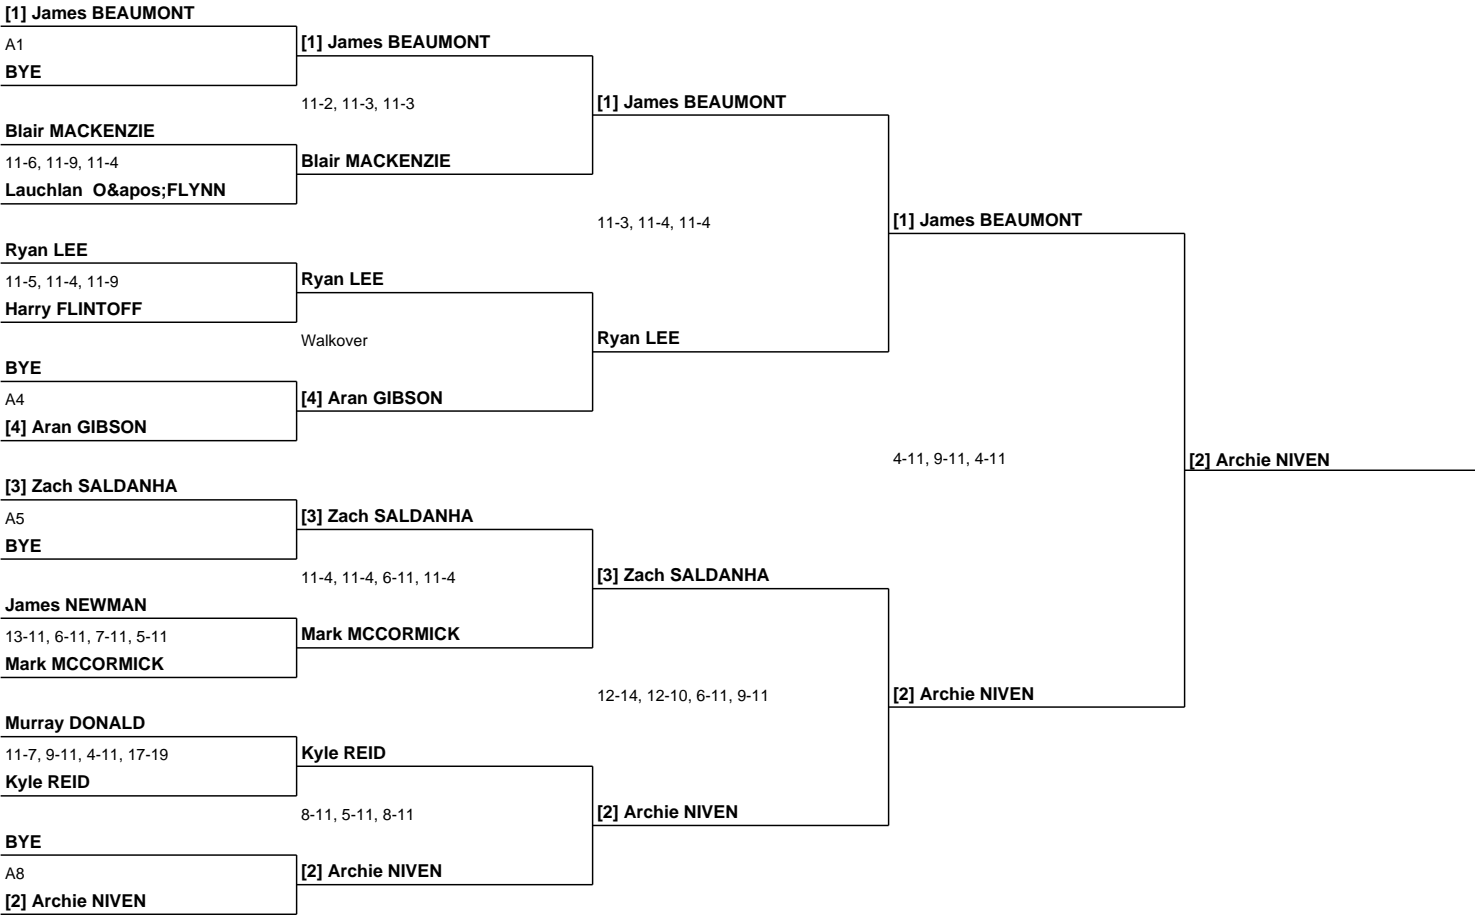 [1] James BEAUMONT
A1
BYE
Blair MACKENZIE
11-6, 11-9, 11-4
Lauchlan  O&apos;FLYNN
Ryan LEE
11-5, 11-4, 11-9
Harry FLINTOFF
BYE
A4
[4] Aran GIBSON
[3] Zach SALDANHA
A5
BYE
James NEWMAN
13-11, 6-11, 7-11, 5-11
Mark MCCORMICK
Murray DONALD
11-7, 9-11, 4-11, 17-19
Kyle REID
BYE
A8
[2] Archie NIVEN
[1] James BEAUMONT
11-2, 11-3, 11-3
Blair MACKENZIE
Ryan LEE
Walkover
[4] Aran GIBSON
[3] Zach SALDANHA
11-4, 11-4, 6-11, 11-4
Mark MCCORMICK
Kyle REID
8-11, 5-11, 8-11
[2] Archie NIVEN
[1] James BEAUMONT
11-3, 11-4, 11-4
Ryan LEE
[3] Zach SALDANHA
12-14, 12-10, 6-11, 9-11
[2] Archie NIVEN
[1] James BEAUMONT
4-11, 9-11, 4-11
[2] Archie NIVEN
[2] Archie NIVEN